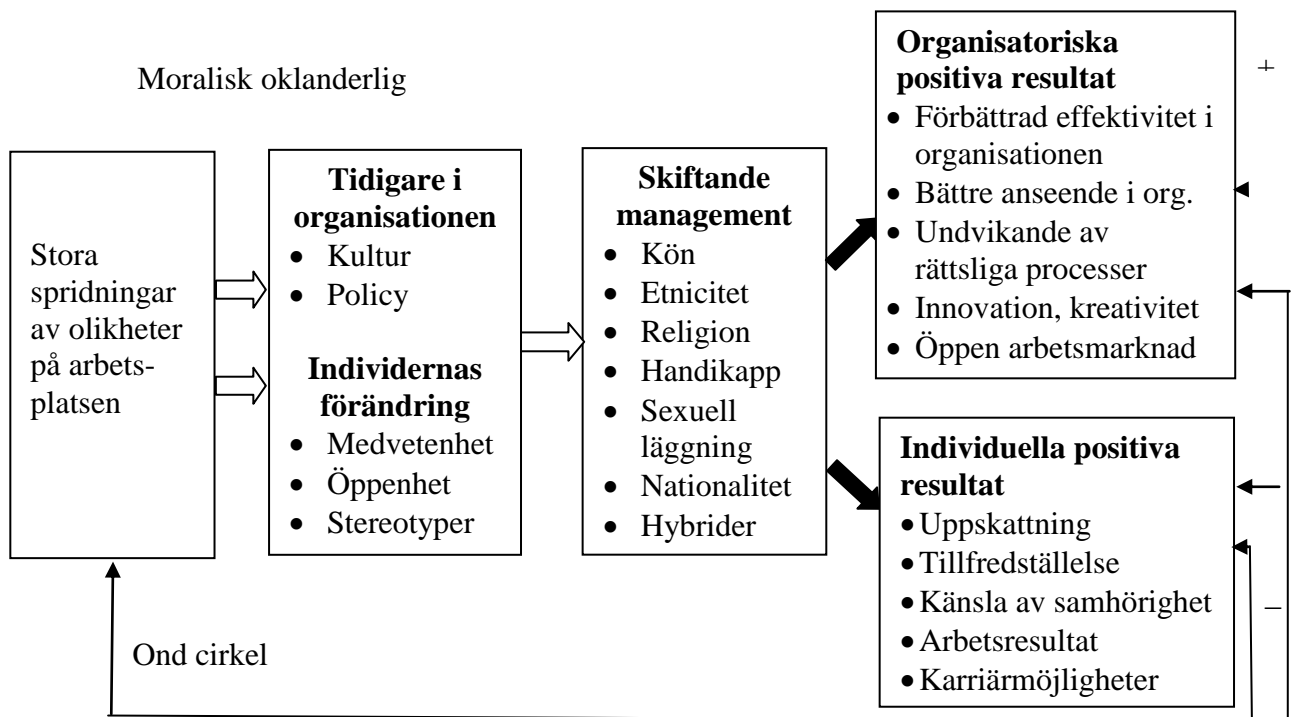 Moralisk oklanderlig
Stora
spridningar
av olikheter
på arbets-
platsen
Tidigare i
organisationen
• Kultur
• Policy
Individernas
förändring
• Medvetenhet
• Öppenhet
• Stereotyper
Skiftande
management
• Kön
• Etnicitet
• Religion
• Handikapp
• Sexuell
läggning
• Nationalitet
• Hybrider
Organisatoriska
positiva resultat
• Förbättrad effektivitet i
organisationen
• Bättre anseende i org.
• Undvikande av
rättsliga processer
• Innovation, kreativitet
• Öppen arbetsmarknad
+
Individuella positiva
resultat
• Uppskattning
• Tillfredställelse
• Känsla av samhörighet
• Arbetsresultat
• Karriärmöjligheter
–
Ond cirkel